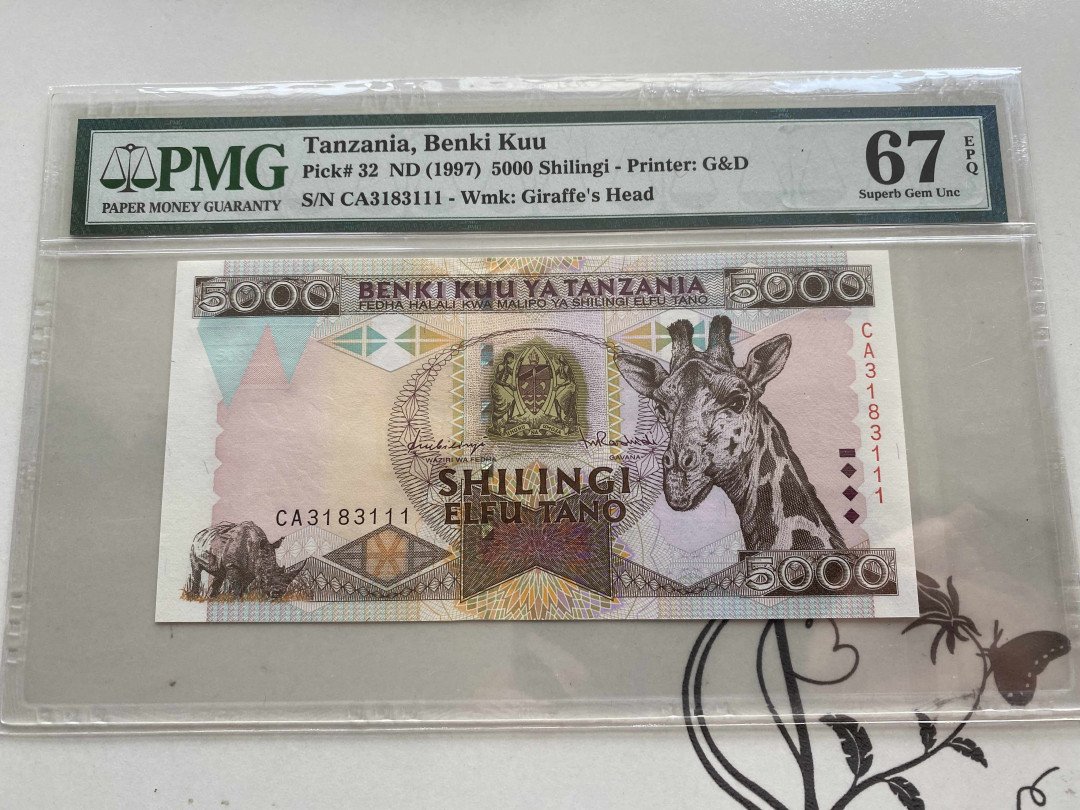 PMG
PAPER MONEY GUARANTY
Tanzania, Benki Kuu
Pick# 32 ND (1997) 5000 Shilingi - Printer: G&D
S/N CA3183111 - Wmk: Giraffe's Head
67
EPQ
Superb Gem Unc
5000
BENKI KUU YA TANZANIA
FEDHA HALALI KWA MALIPO YA SHILINGI ELFU TANO
5000
CA3183111
WAZIRI WA FEDHA
GAVANA
SHILINGI
ELFU TANO
CA3183111
5000